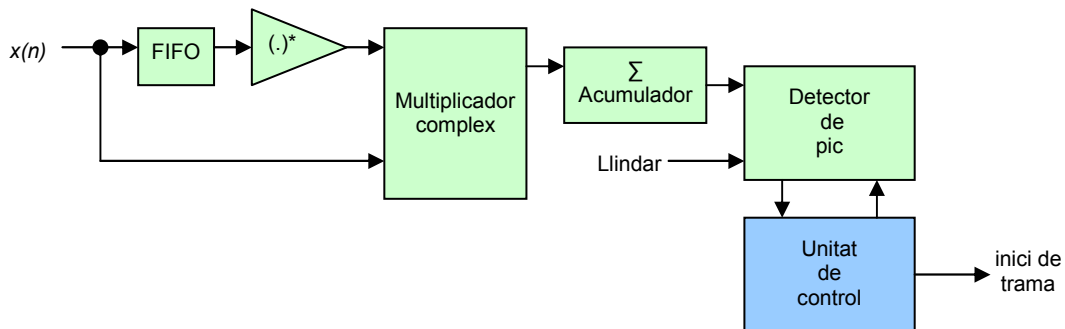 x(n)
FIFO
(.)*
Multiplicador
complex
∑
Acumulador
Detector
de
pic
Llindar
Unitat
de
control
inici de
trama